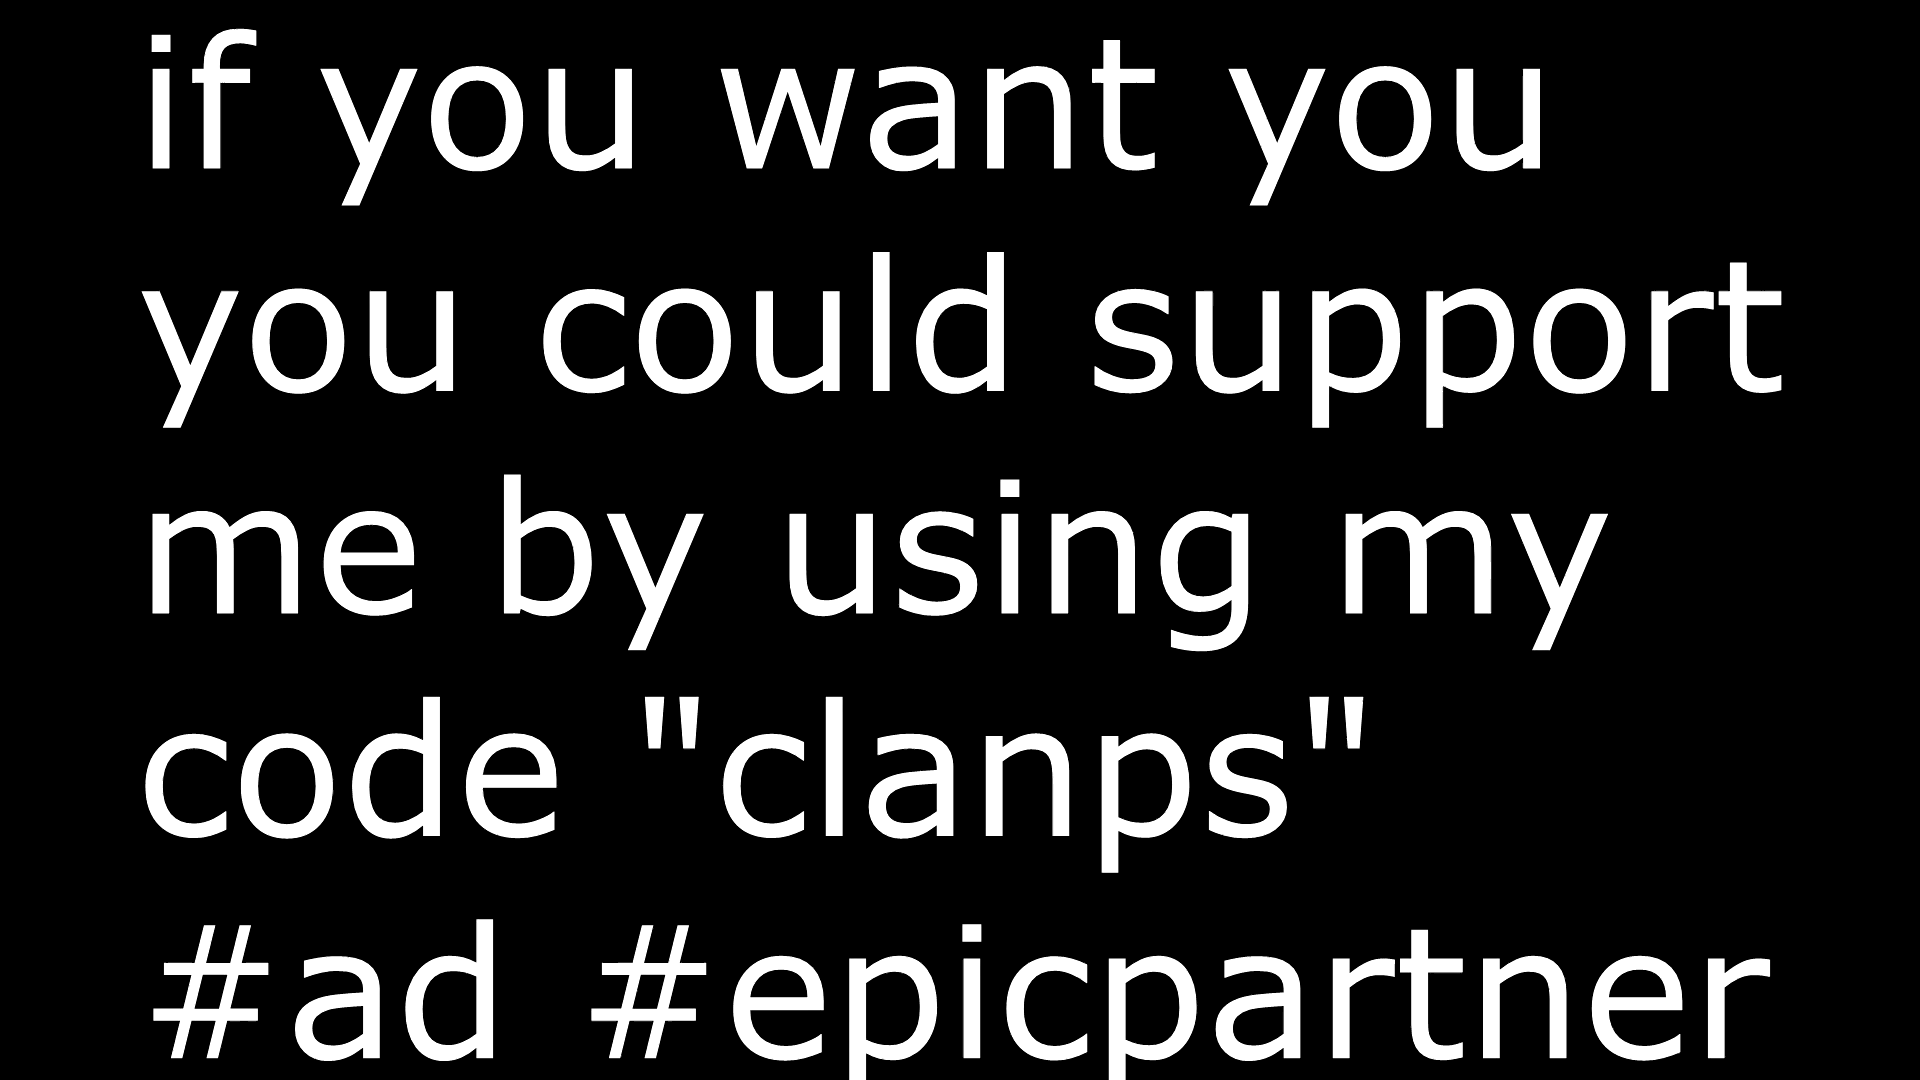 if you want you
you could support
me by using my
code "clanps"
#ad #epicpartner